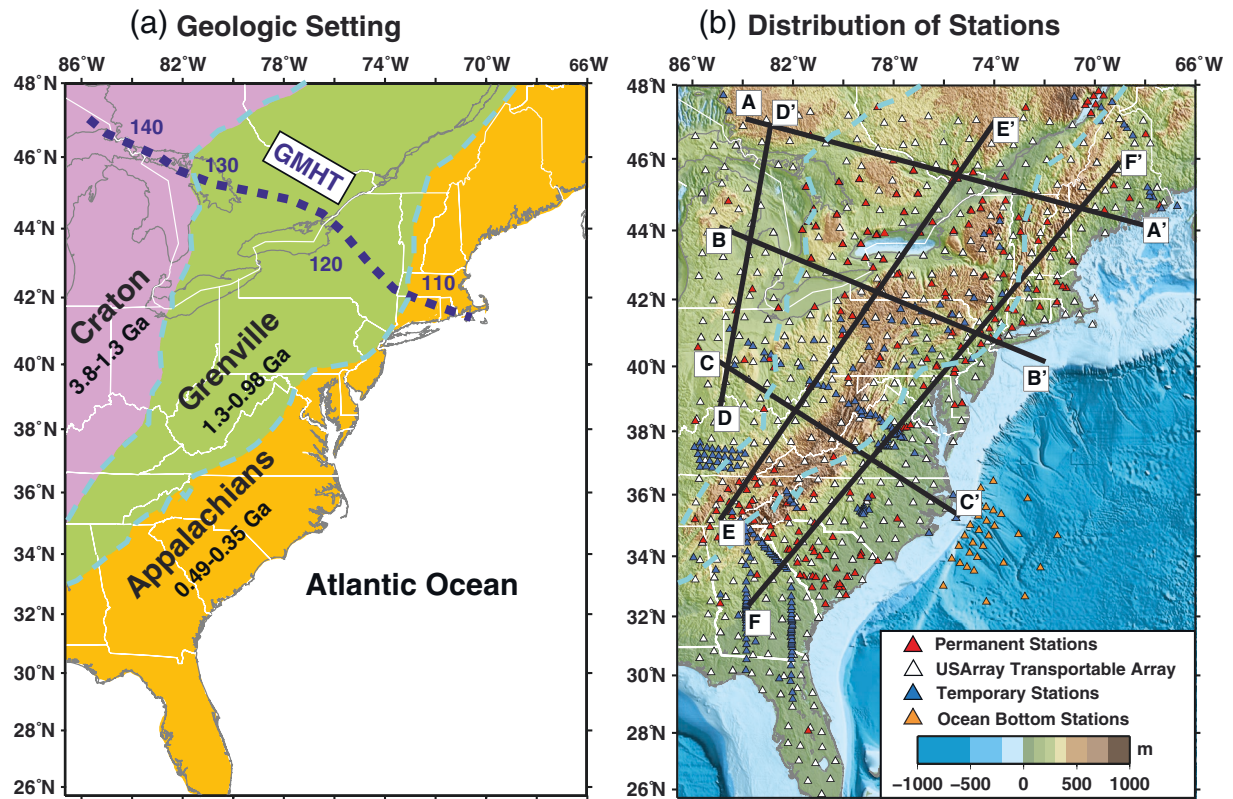 (a) Geologic Setting
86°W 82°W 78°W 74°W 70°W 66°W
48°N
46°N
44°N
42°N
40°N
38°N
36°N
34°N
32°N
30°N
28°N
26°N
140
130
GMHT
120
110
Craton
3.8-1.3 Ga
Grenville
1.3-0.98 Ga
Appalachians
0.49-0.35 Ga
Atlantic Ocean
(b) Distribution of Stations
86°W 82°W 78°W 74°W 70°W 66°W
48°N
46°N
44°N
42°N
40°N
38°N
36°N
34°N
32°N
30°N
28°N
26°N
A
D'
E'
F'
B
A'
C
B'
D
C'
E
F
Permanent Stations
USArray Transportable Array
Temporary Stations
Ocean Bottom Stations
m
−1000 −500 0 500 1000